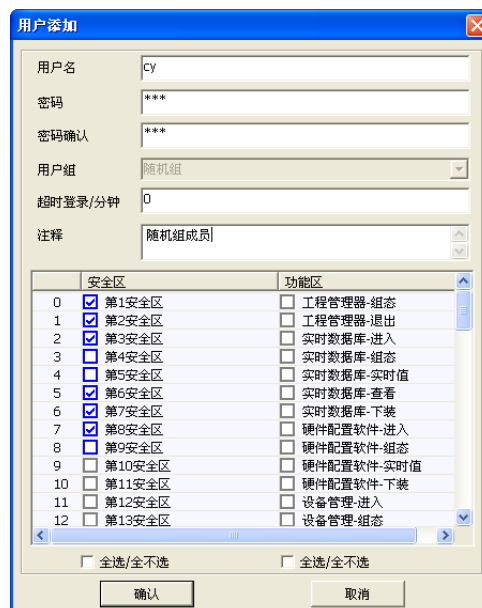 用户添加
用户名 cy
密码 ***
密码确认 ***
用户组 随机组
超时登录/分钟 0
注释 随机组成员
安全区 功能区
0 第1安全区 工程管理器-组态
1 第2安全区 工程管理器-退出
2 第3安全区 实时数据库-进入
3 第4安全区 实时数据库-组态
4 第5安全区 实时数据库-实时值
5 第6安全区 实时数据库-查看
6 第7安全区 实时数据库-下装
7 第8安全区 硬件配置软件-进入
8 第9安全区 硬件配置软件-组态
9 第10安全区 硬件配置软件-实时值
10 第11安全区 硬件配置软件-下装
11 第12安全区 设备管理-进入
12 第13安全区 设备管理-组态
全选/全不选 全选/全不选
确认 取消